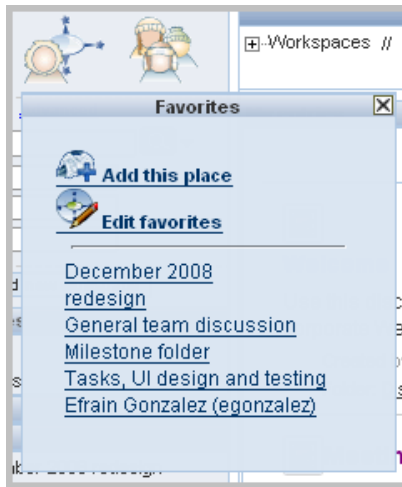 Workspaces //
Favorites
Add this place
Edit favorites
December 2008
redesign
General team discussion
Milestone folder
Tasks, UI design and testing
Efrain Gonzalez (egonzalez)